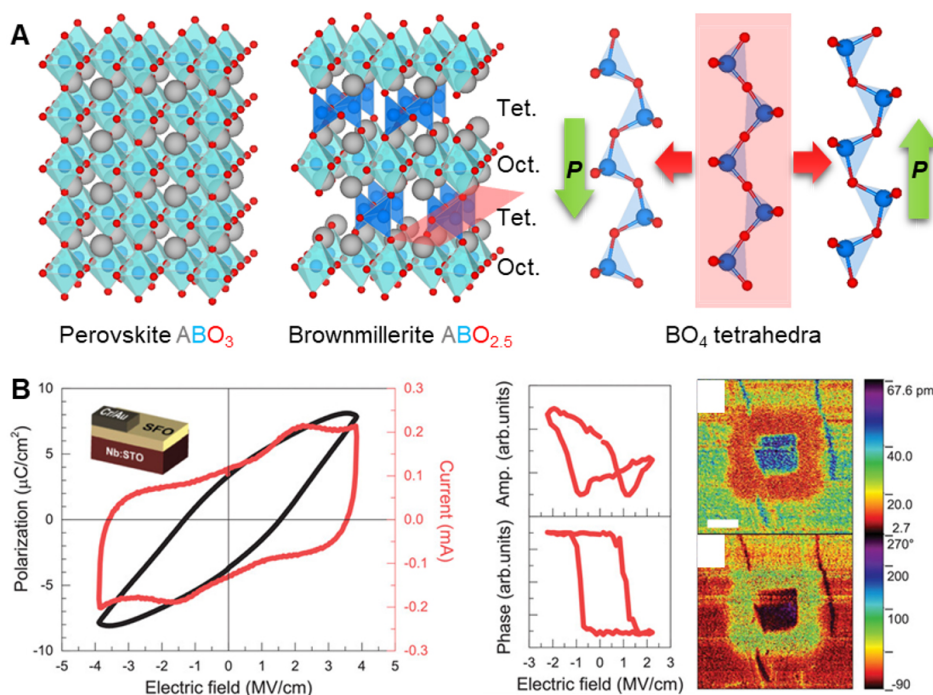 A
Tet.
Oct.
Tet.
Oct.
P
P
Perovskite ABO3
Brownmillerite ABO2.5
BO4 tetrahedra
B
Polarization (μC/cm2)
10
8
5
0
-5
-10
Cr/Au
SFO
Nb:STO
0.3
0.2
0.1
0.0
-0.1
-0.2
-0.3
Current (mA)
-5 -4 -3 -2 -1 0 1 2 3 4 5
Electric field (MV/cm)
Amp. (arb.units)
Phase (arb.units)
-3 -2 -1 0 1 2 3
Electric field (MV/cm)
67.6 pm
40.0
20.0
2.7
270°
200
100
-90